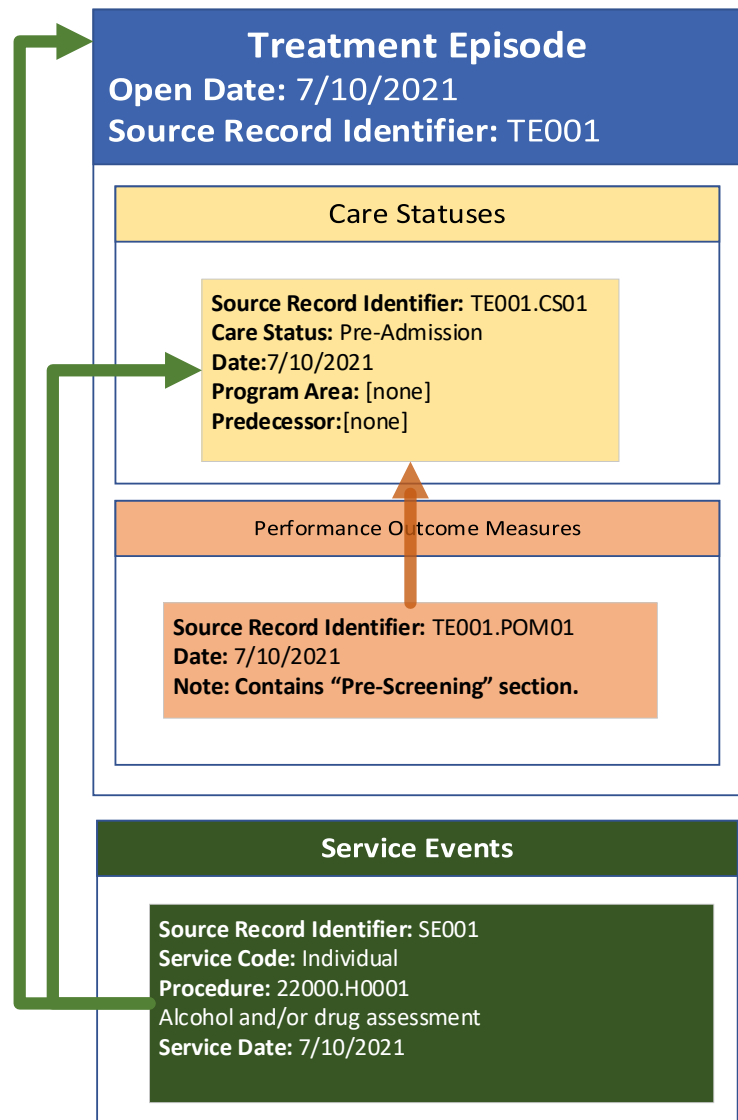 Treatment Episode
Open Date: 7/10/2021
Source Record Identifier: TE001
Care Statuses
Source Record Identifier: TE001.CS01
Care Status: Pre-Admission
Date:7/10/2021
Program Area: [none]
Predecessor:[none]
Performance Outcome Measures
Source Record Identifier: TE001.POM01
Date: 7/10/2021
Note: Contains “Pre-Screening” section.
Service Events
Source Record Identifier: SE001
Service Code: Individual
Procedure: 22000.H0001
Alcohol and/or drug assessment
Service Date: 7/10/2021